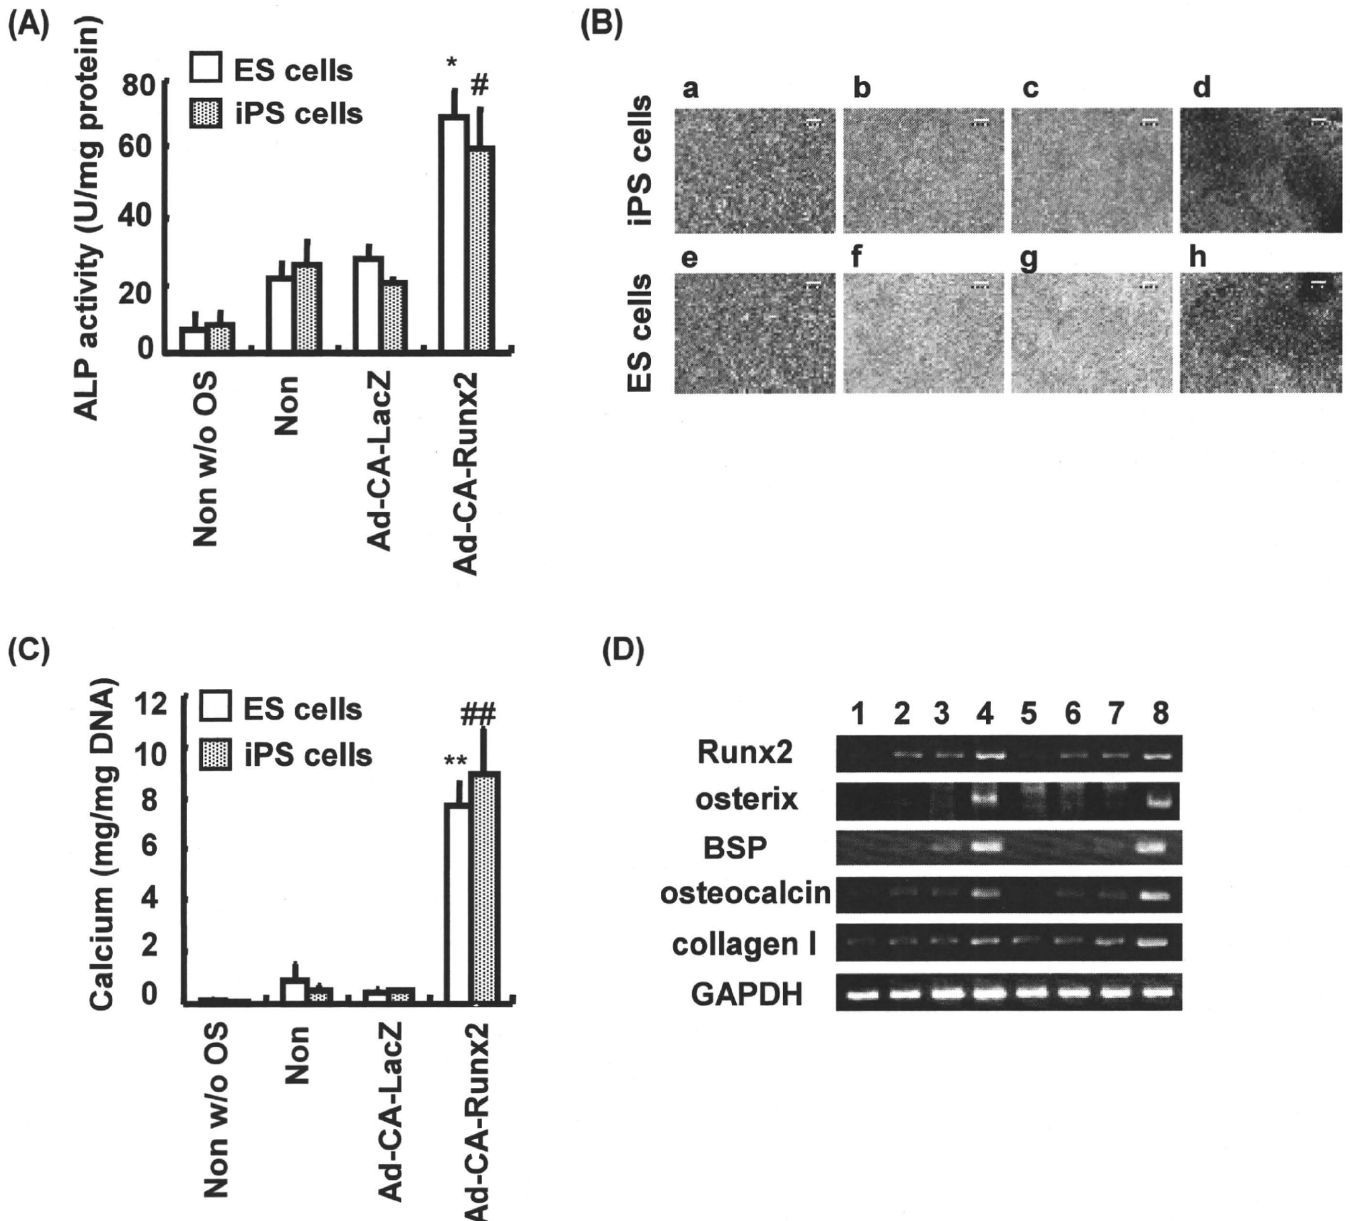 (A)
ALP activity (U/mg protein)
80
60
40
20
0
ES cells
iPS cells
*
#
Non w/o OS
Non
Ad-CA-LacZ
Ad-CA-Runx2
(B)
a b c d
iPS cells
e f g h
ES cells
(C)
Calcium (mg/mg DNA)
12
10
8
6
4
2
0
ES cells
iPS cells
**
##
Non w/o OS
Non
Ad-CA-LacZ
Ad-CA-Runx2
(D)
1 2 3 4 5 6 7 8
Runx2
osterix
BSP
osteocalcin
collagen I
GAPDH